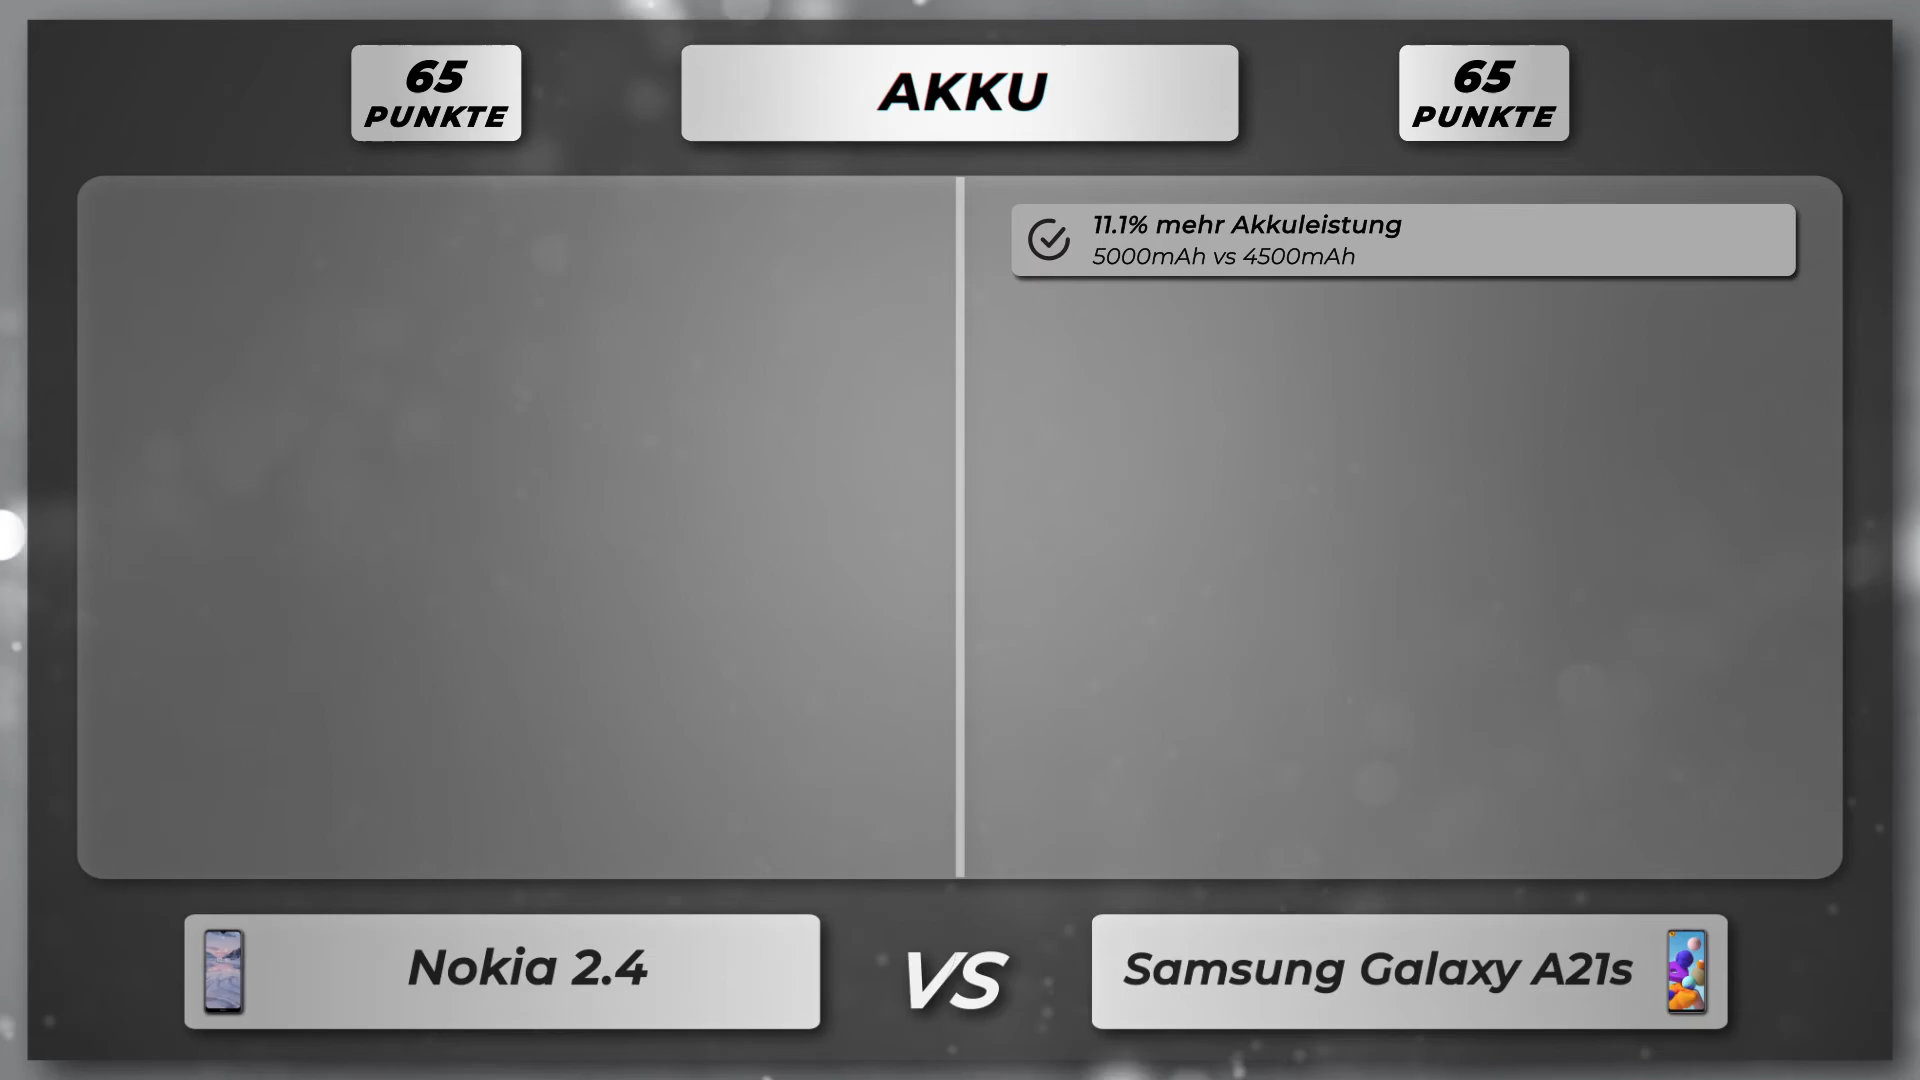 65
PUNKTE
AKKU
65
PUNKTE
11.1% mehr Akkuleistung
5000mAh vs 4500mAh
Nokia 2.4
VS
Samsung Galaxy A21s